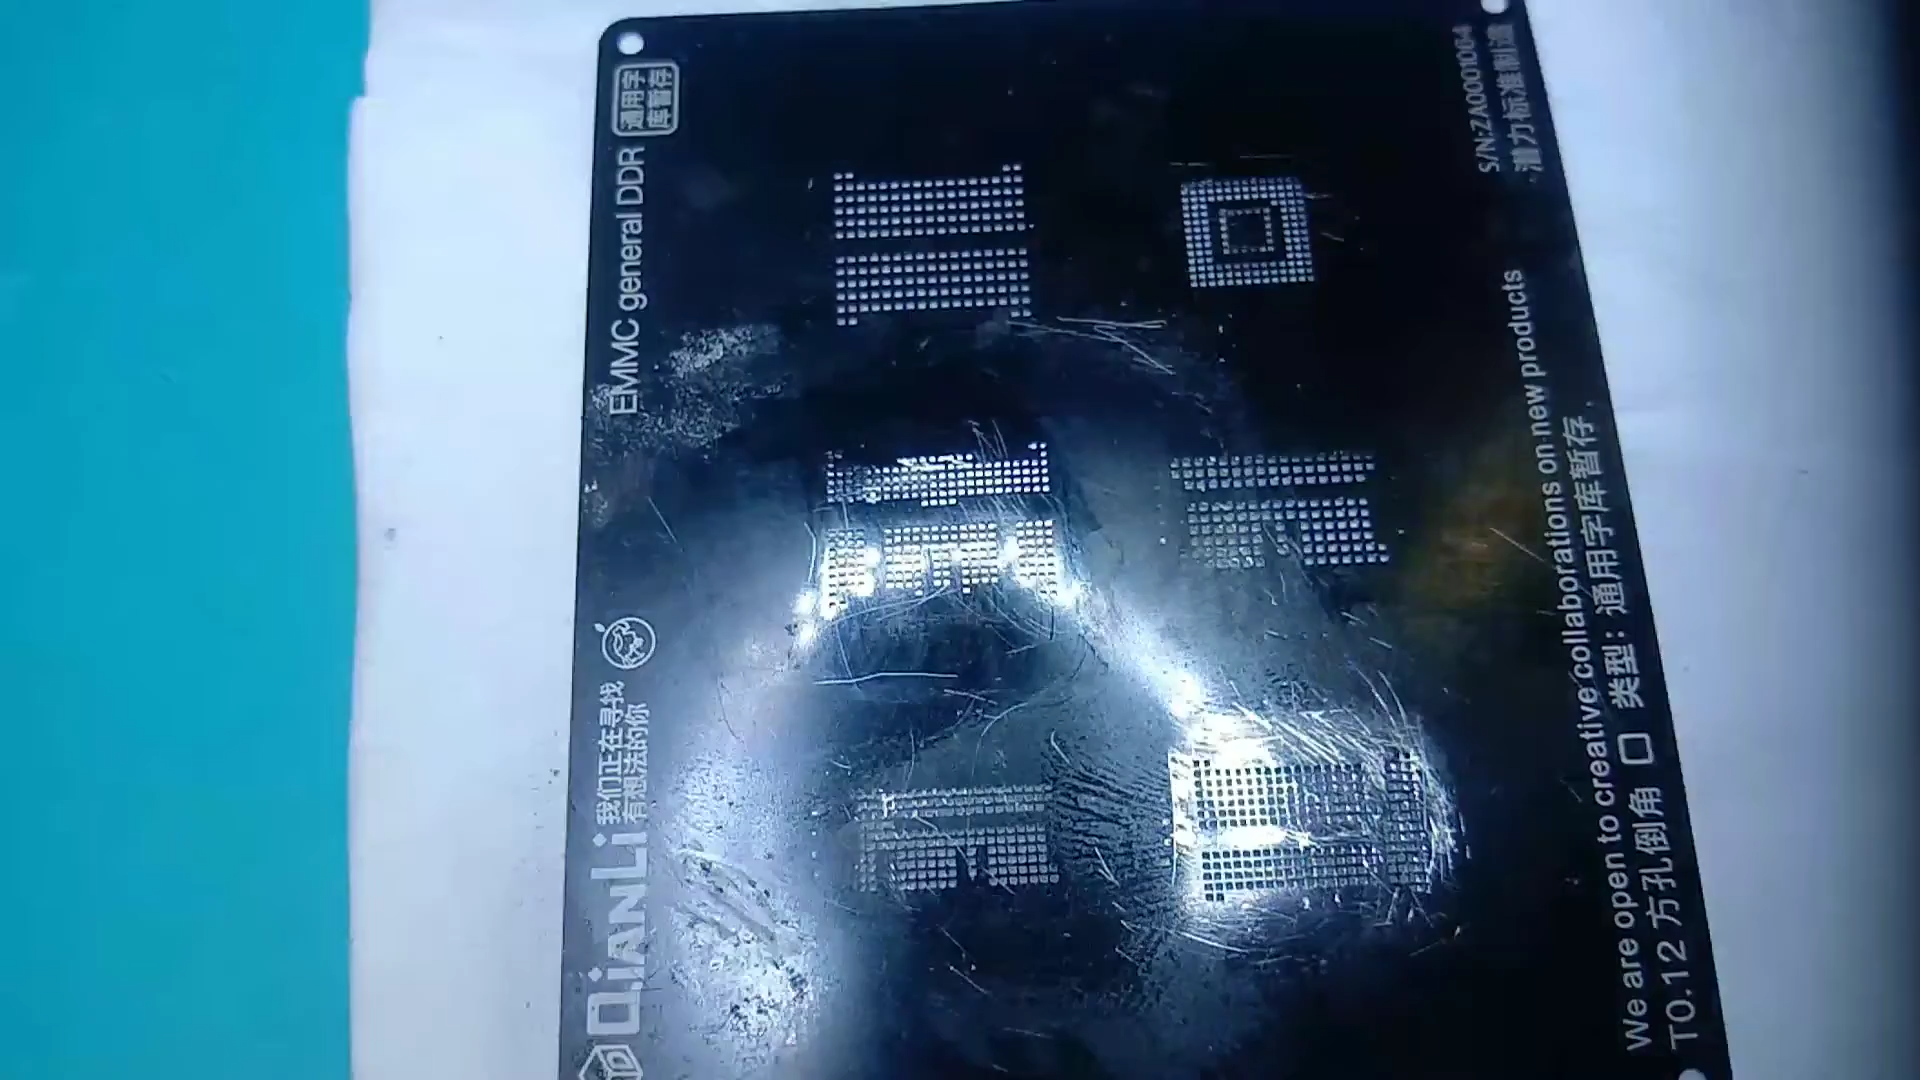 QiANLi
我们正在寻找
有想法的你
EMMC general DDR
通用字
库暂存
We are open to creative collaborations on new products
T0.12 方孔倒角 类型: 通用字库暂存
S/N:ZA0001064
潜力标准制造